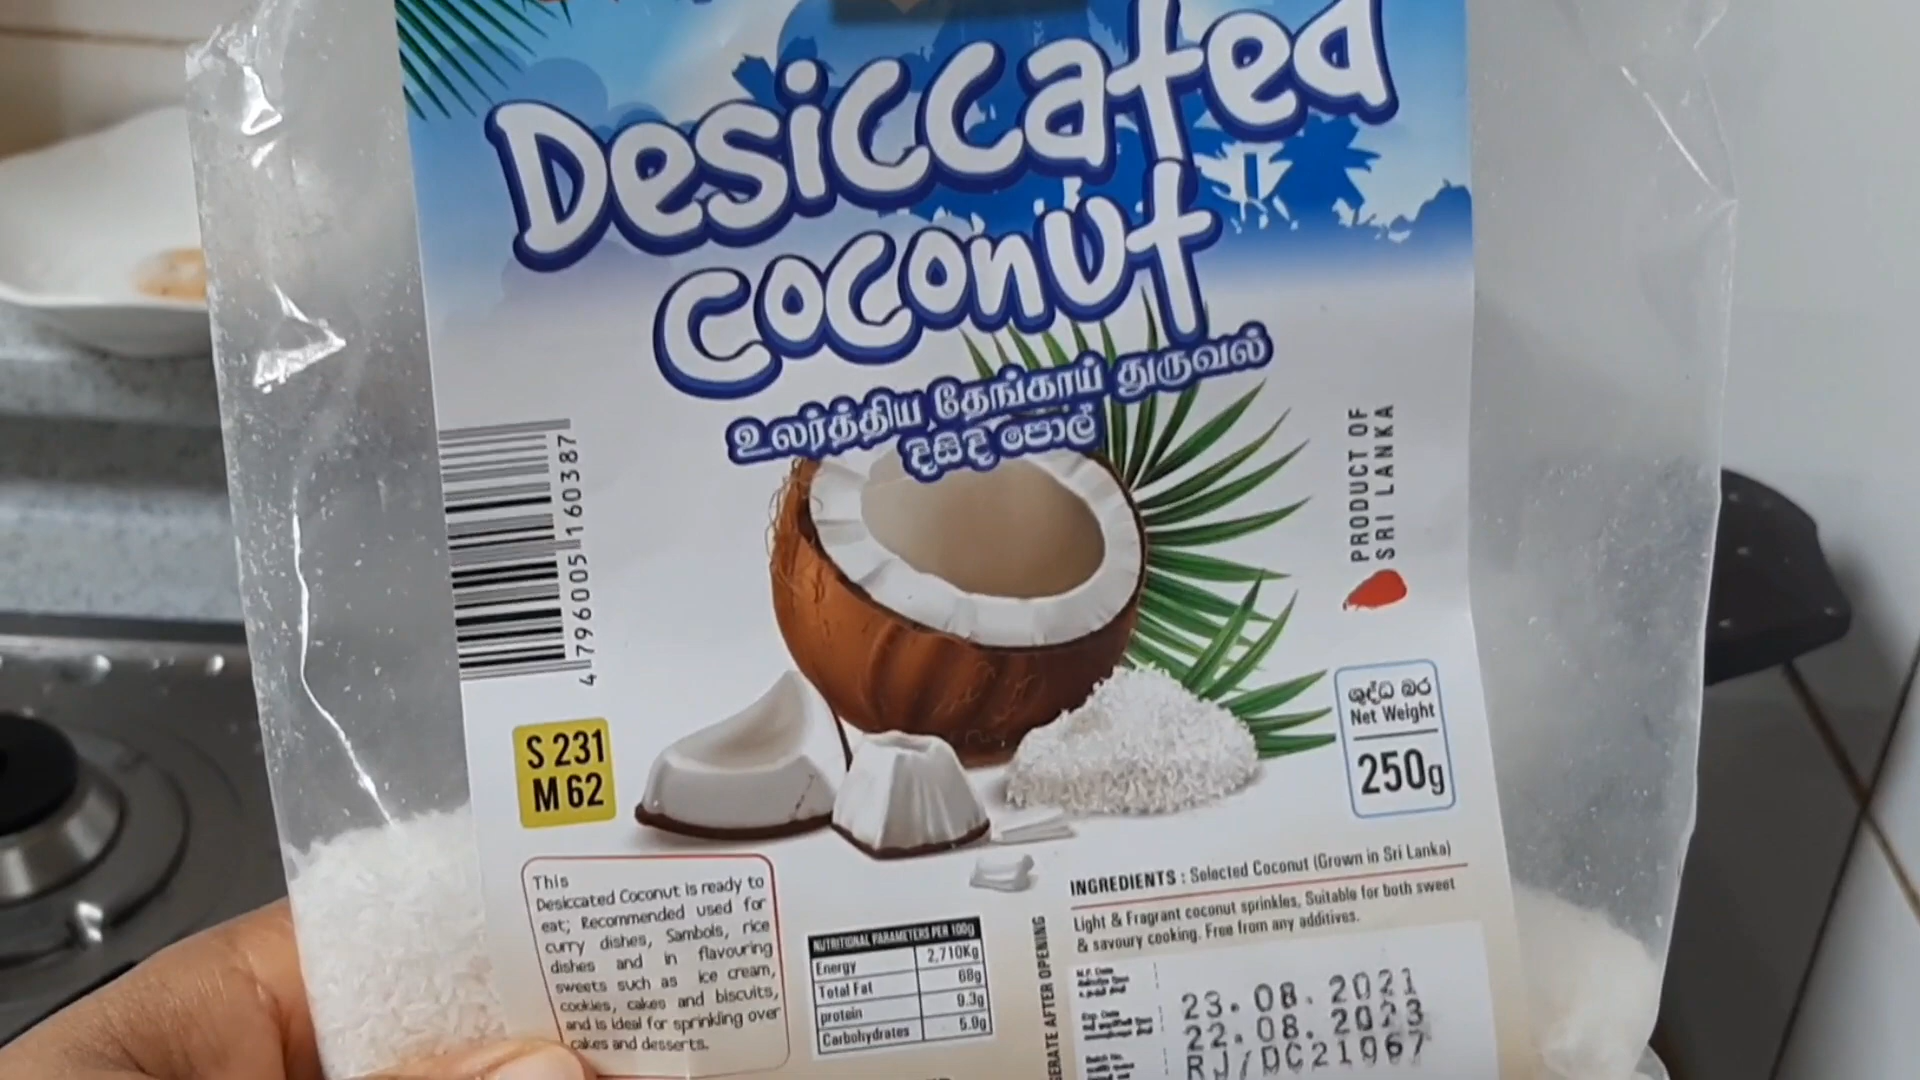 Desiccated
Coconut
உலர்த்திய தேங்காய் துருவல்
දිසිදි පොල්
4 796005 160387
PRODUCT OF
SRI LANKA
S 231
M 62
ශුද්ධ බර
Net Weight
250g
This
Desiccated Coconut is ready to
eat; Recommended used for
curry dishes, Sambols, rice
dishes and in flavouring
sweets such as ice cream,
cookies, cakes and biscuits,
and is ideal for sprinkling over
cakes and desserts.
NUTRITIONAL PARAMETERS PER 100g
Energy 2,710Kg
Total Fat 68g
protein 9.3g
Carbohydrates 5.9g
AFTER OPENING
INGREDIENTS : Selected Coconut (Grown in Sri Lanka)
Light & Fragrant coconut sprinkles, Suitable for both sweet
& savoury cooking. Free from any additives.
23.08.2021
22.08.2023
RJ/DC21067